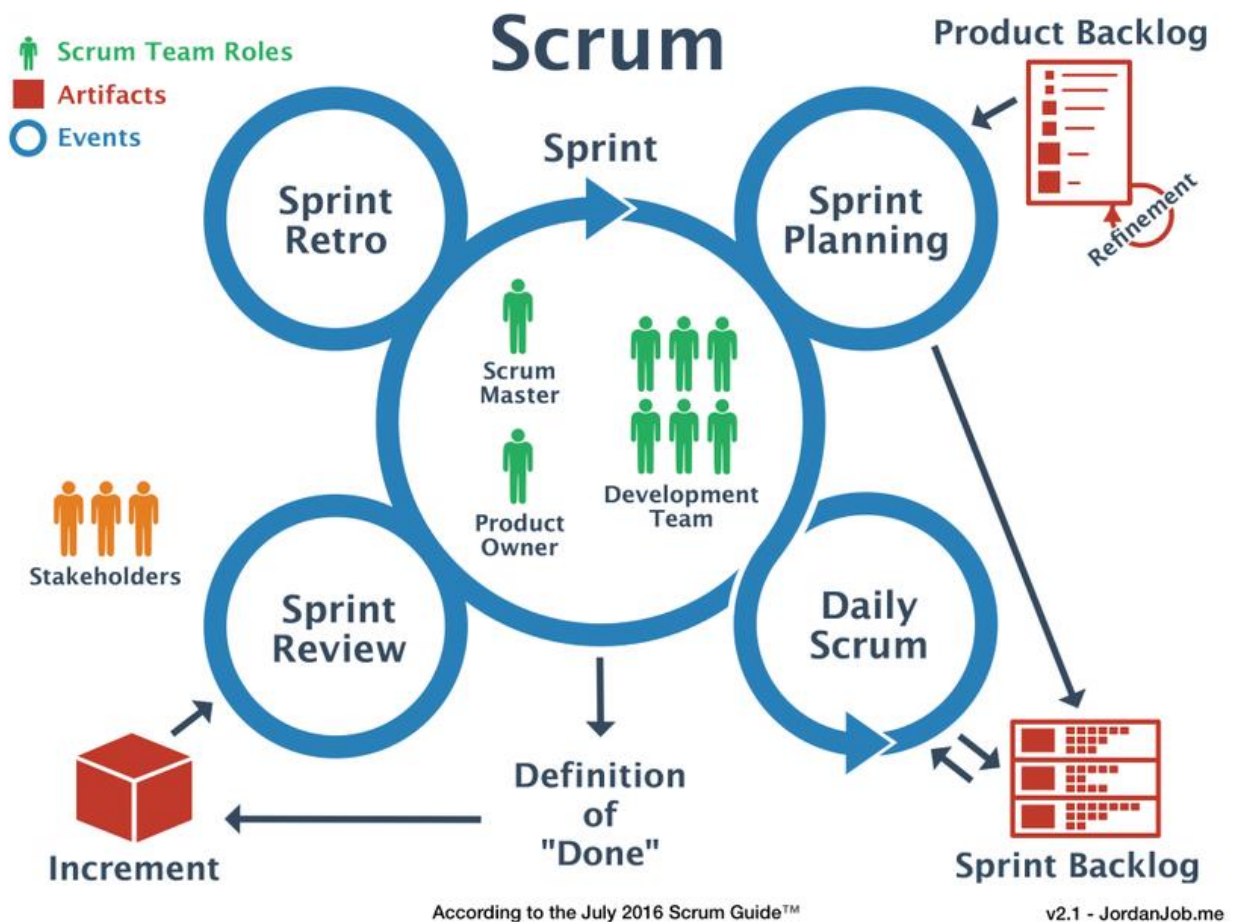 Scrum
Scrum Team Roles
Artifacts
Events
Product Backlog
Refinement
Sprint
Sprint
Retro
Sprint
Planning
Scrum
Master
Product
Owner
Development
Team
Stakeholders
Sprint
Review
Daily
Scrum
Definition
of
"Done"
Increment
Sprint Backlog
According to the July 2016 Scrum Guide™
v2.1 - JordanJob.me